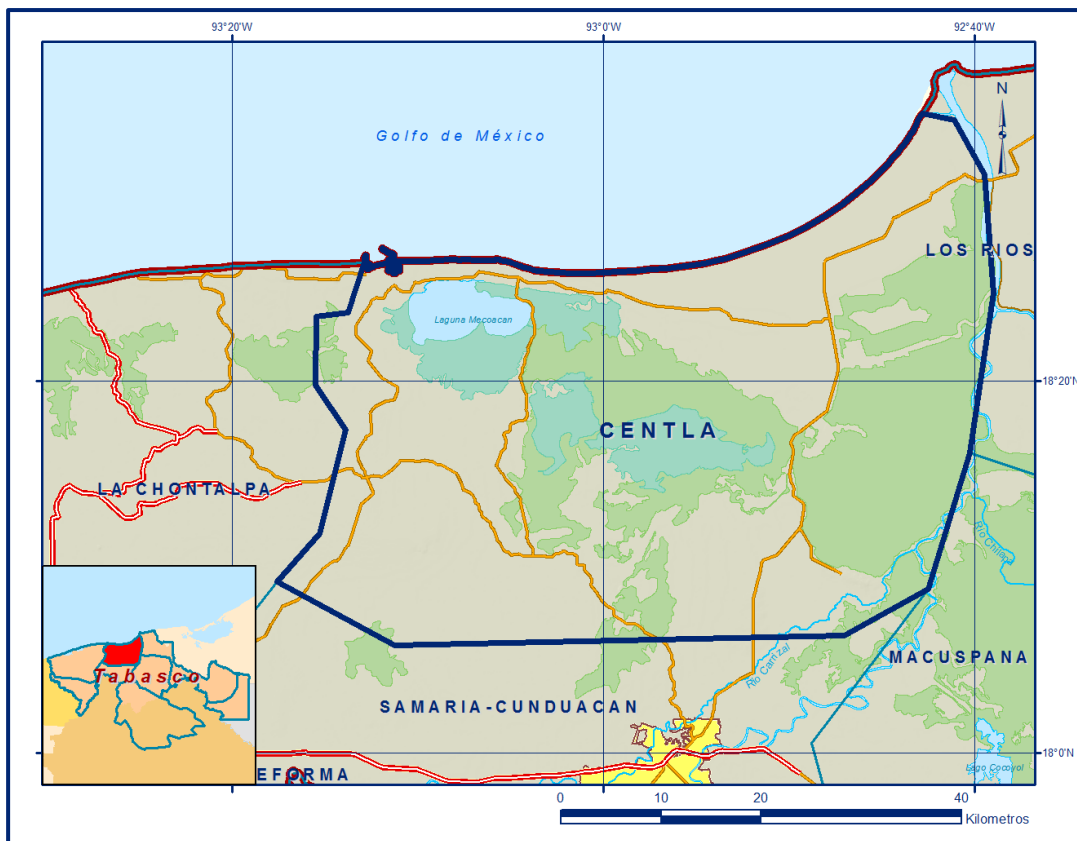 93°20'W
93°0'W
92°40'W
N
Golfo de México
LOS RIOS
Laguna Mecoacan
18°20'N
CENTLA
LA CHONTALPA
Río Chilapa
Tabasco
MACUSPANA
Río Carrizal
SAMARIA-CUNDUACAN
18°0'N
EFORMA
Lago Cocoyol
0 10 20 40
Kilometros